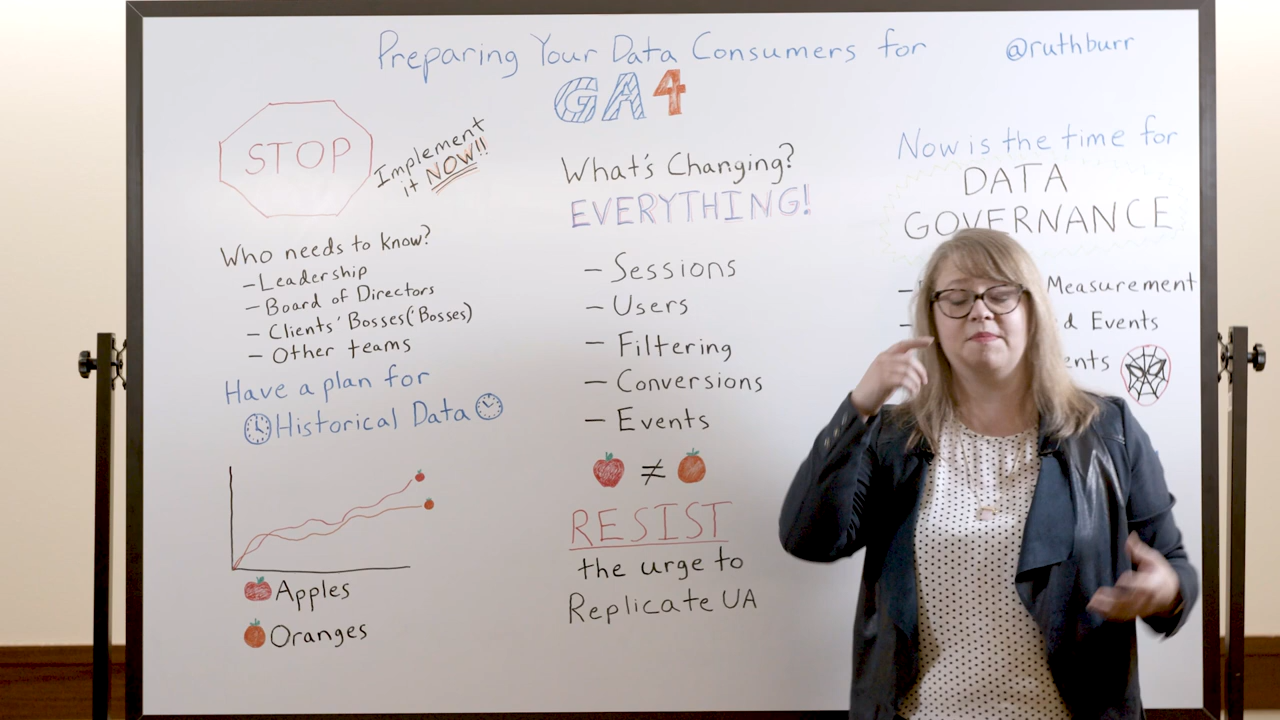 Preparing Your Data Consumers for
GA4
@ruthburr
STOP
Implement
it NOW!!
Who needs to know?
- Leadership
- Board of Directors
- Clients' Bosses('Bosses)
- Other teams
Have a plan for
Historical Data
Apples
Oranges
What's Changing?
EVERYTHING!
- Sessions
- Users
- Filtering
- Conversions
- Events
≠
RESIST
the urge to
Replicate UA
Now is the time for
DATA
GOVERNANCE
- Measurement
- Events